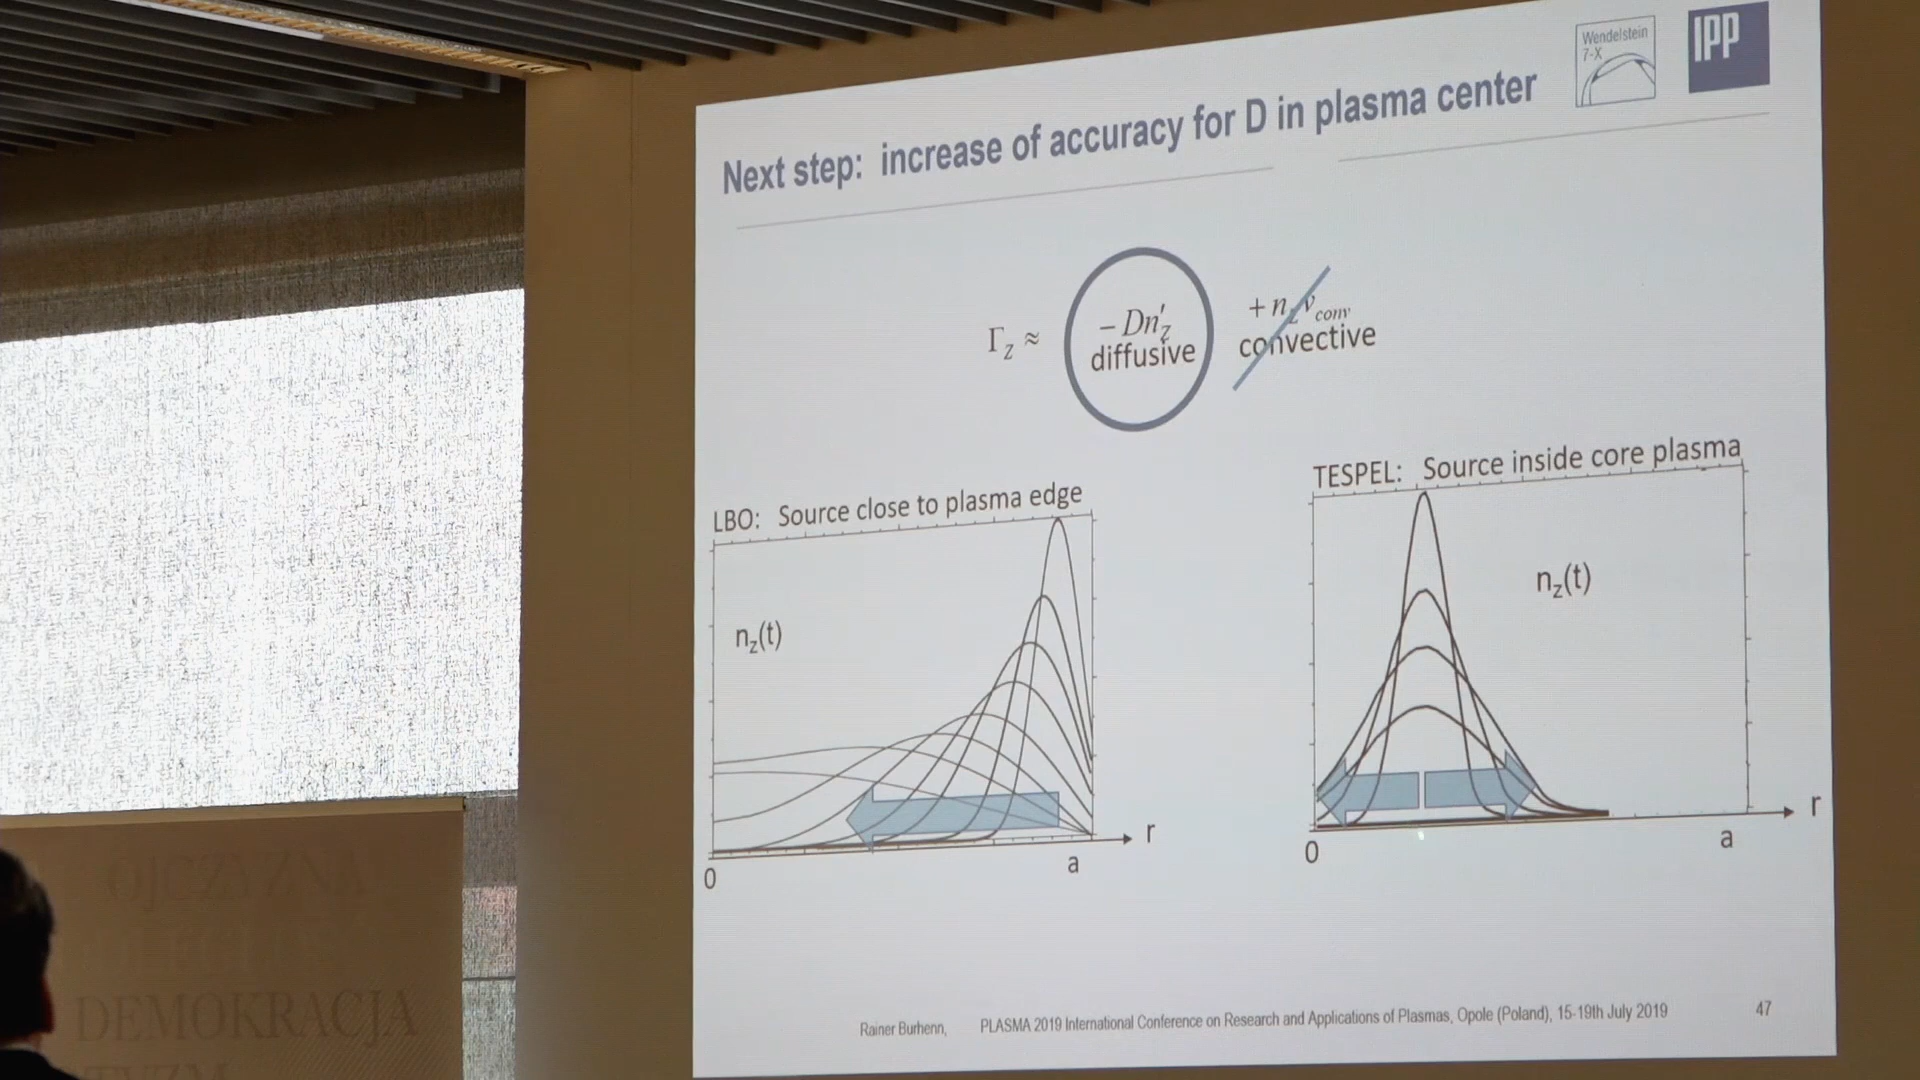 Wendelstein
7-X
IPP
Next step: increase of accuracy for D in plasma center
Γz ≈ – Dn'z + nz vconv
diffusive convective
LBO: Source close to plasma edge
nz(t)
r
0 a
TESPEL: Source inside core plasma
nz(t)
r
0 a
Rainer Burhenn, PLASMA 2019 International Conference on Research and Applications of Plasmas, Opole (Poland), 15-19th July 2019 47
OJCZYZNA
DEMOKRACJA